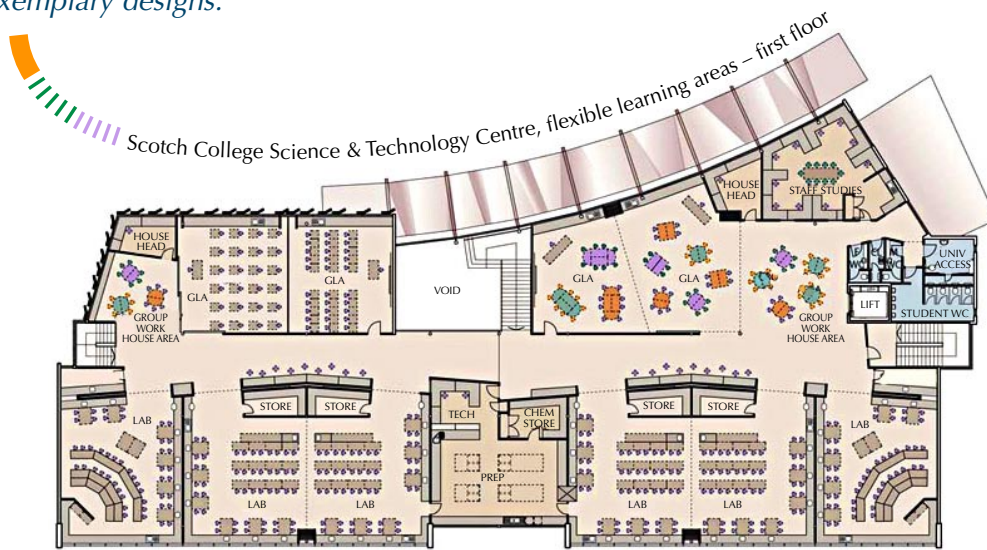 xemplary designs.
Scotch College Science & Technology Centre, flexible learning areas – first floor
HOUSE
HEAD
STAFF STUDIES
HOUSE
HEAD
GLA
GLA
GROUP
WORK
HOUSE AREA
VOID
GLA
GLA
GROUP
WORK
HOUSE AREA
UNIV
ACCESS
LIFT
STUDENT WC
LAB
STORE
STORE
TECH
CHEM
STORE
STORE
STORE
LAB
PREP
LAB
LAB
LAB
LAB